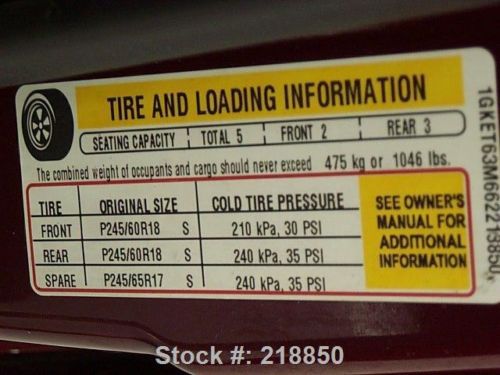 TIRE AND LOADING INFORMATION
SEATING CAPACITY TOTAL 5 FRONT 2 REAR 3
The combined weight of occupants and cargo should never exceed 475 kg or 1046 lbs.
TIRE ORIGINAL SIZE COLD TIRE PRESSURE
FRONT P245/60R18 S 210 kPa, 30 PSI
REAR P245/60R18 S 240 kPa, 35 PSI
SPARE P245/65R17 S 240 kPa, 35 PSI
SEE OWNER'S
MANUAL FOR
ADDITIONAL
INFORMATION
1GKET63M662219850
Stock #: 218850